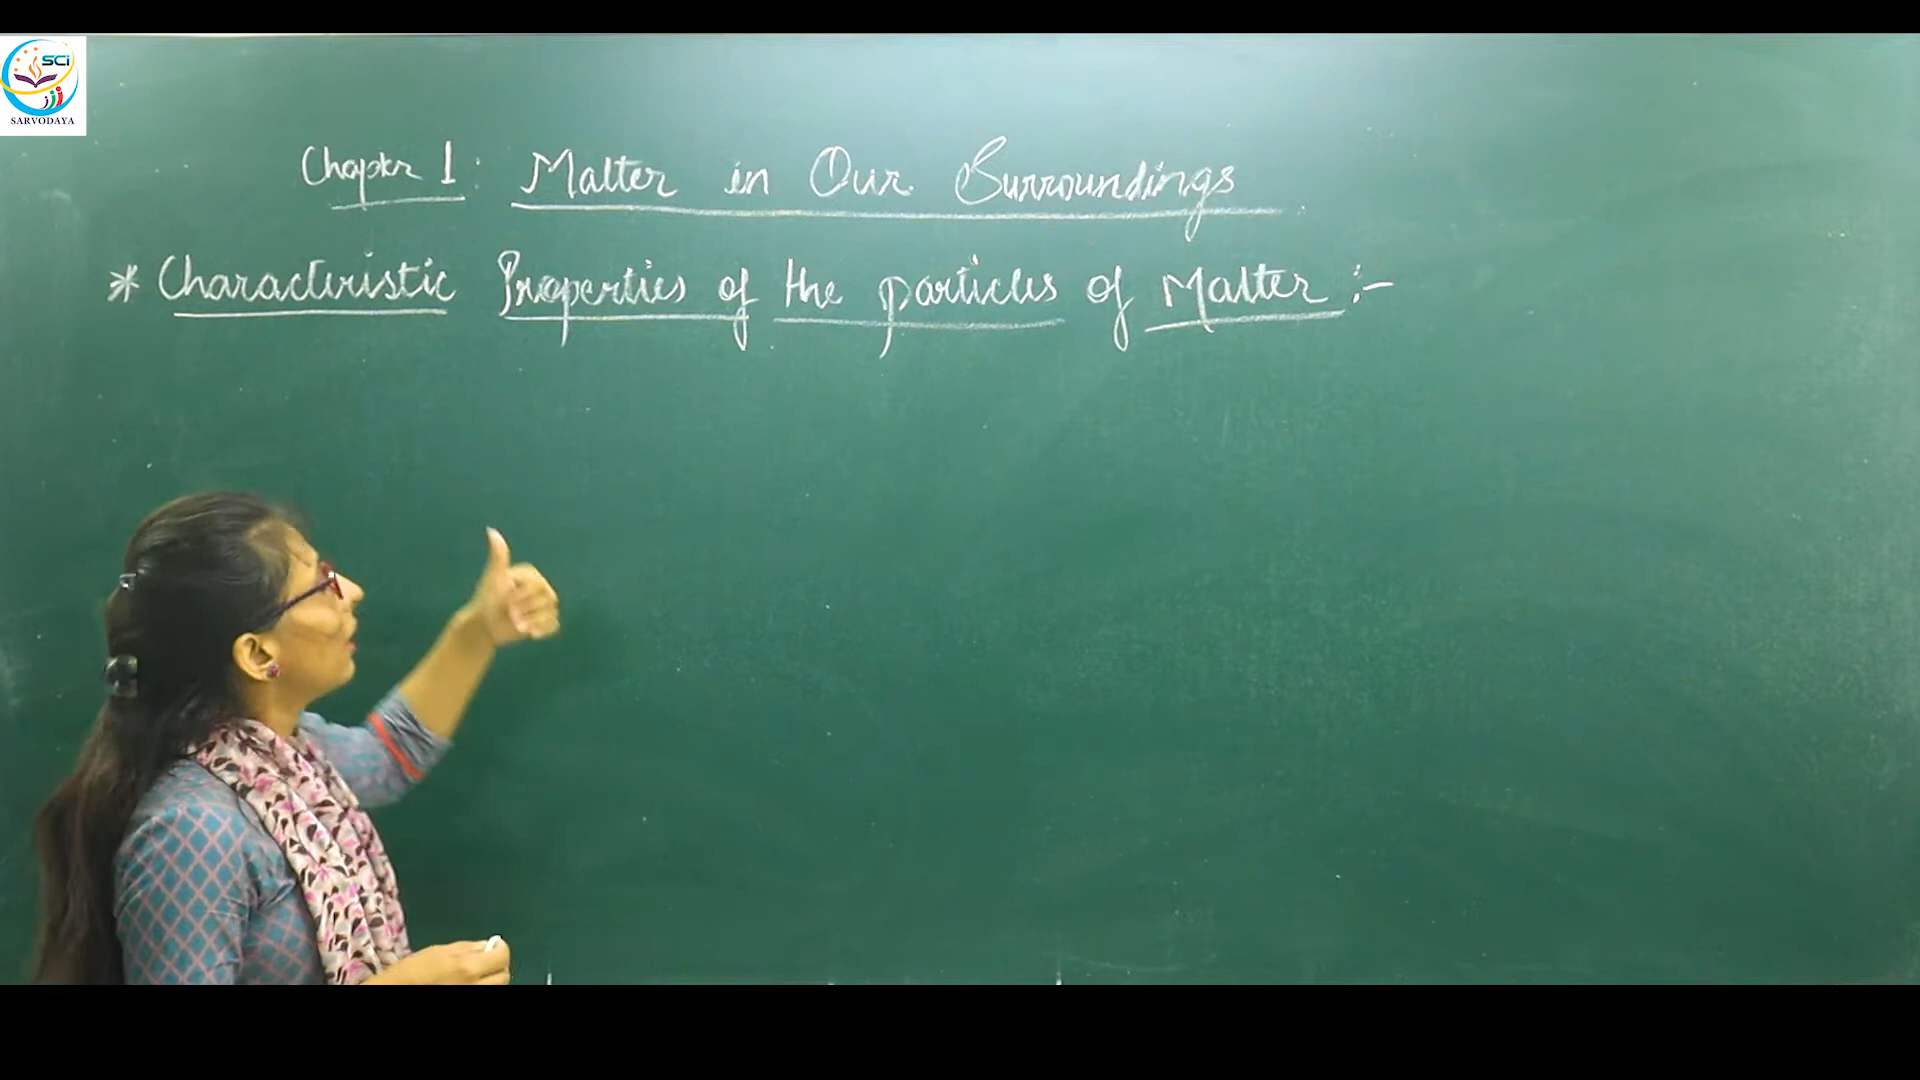 SCI
SARVODAYA
Chapter 1: Matter in Our Surroundings
* Characteristic Properties of the particles of Matter :-